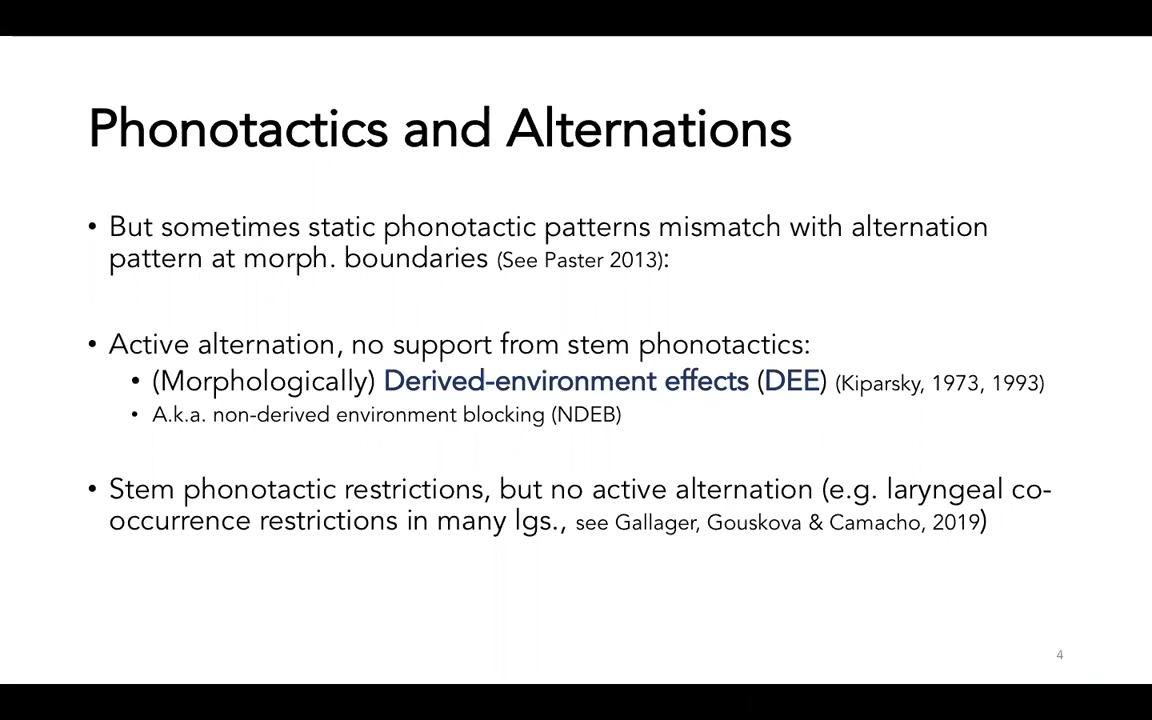 Phonotactics and Alternations
• But sometimes static phonotactic patterns mismatch with alternation
pattern at morph. boundaries (See Paster 2013):
• Active alternation, no support from stem phonotactics:
• (Morphologically) Derived-environment effects (DEE) (Kiparsky, 1973, 1993)
• A.k.a. non-derived environment blocking (NDEB)
• Stem phonotactic restrictions, but no active alternation (e.g. laryngeal co-
occurrence restrictions in many lgs., see Gallager, Gouskova & Camacho, 2019)
4